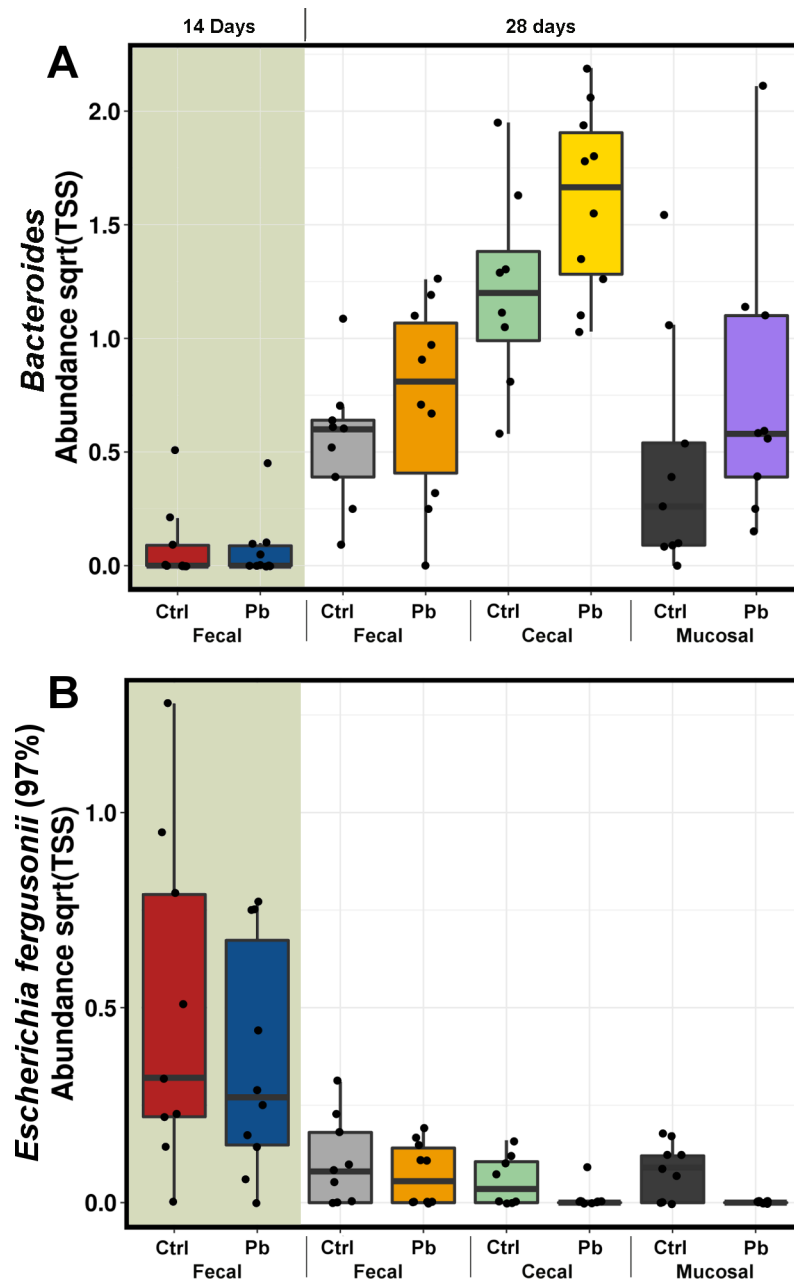 14 Days 28 days
A
Bacteroides
Abundance sqrt(TSS)
2.0
1.5
1.0
0.5
0.0
Ctrl Pb Ctrl Pb Ctrl Pb Ctrl Pb
Fecal Fecal Cecal Mucosal
B
Escherichia fergusonii (97%)
Abundance sqrt(TSS)
1.0
0.5
0.0
Ctrl Pb Ctrl Pb Ctrl Pb Ctrl Pb
Fecal Fecal Cecal Mucosal